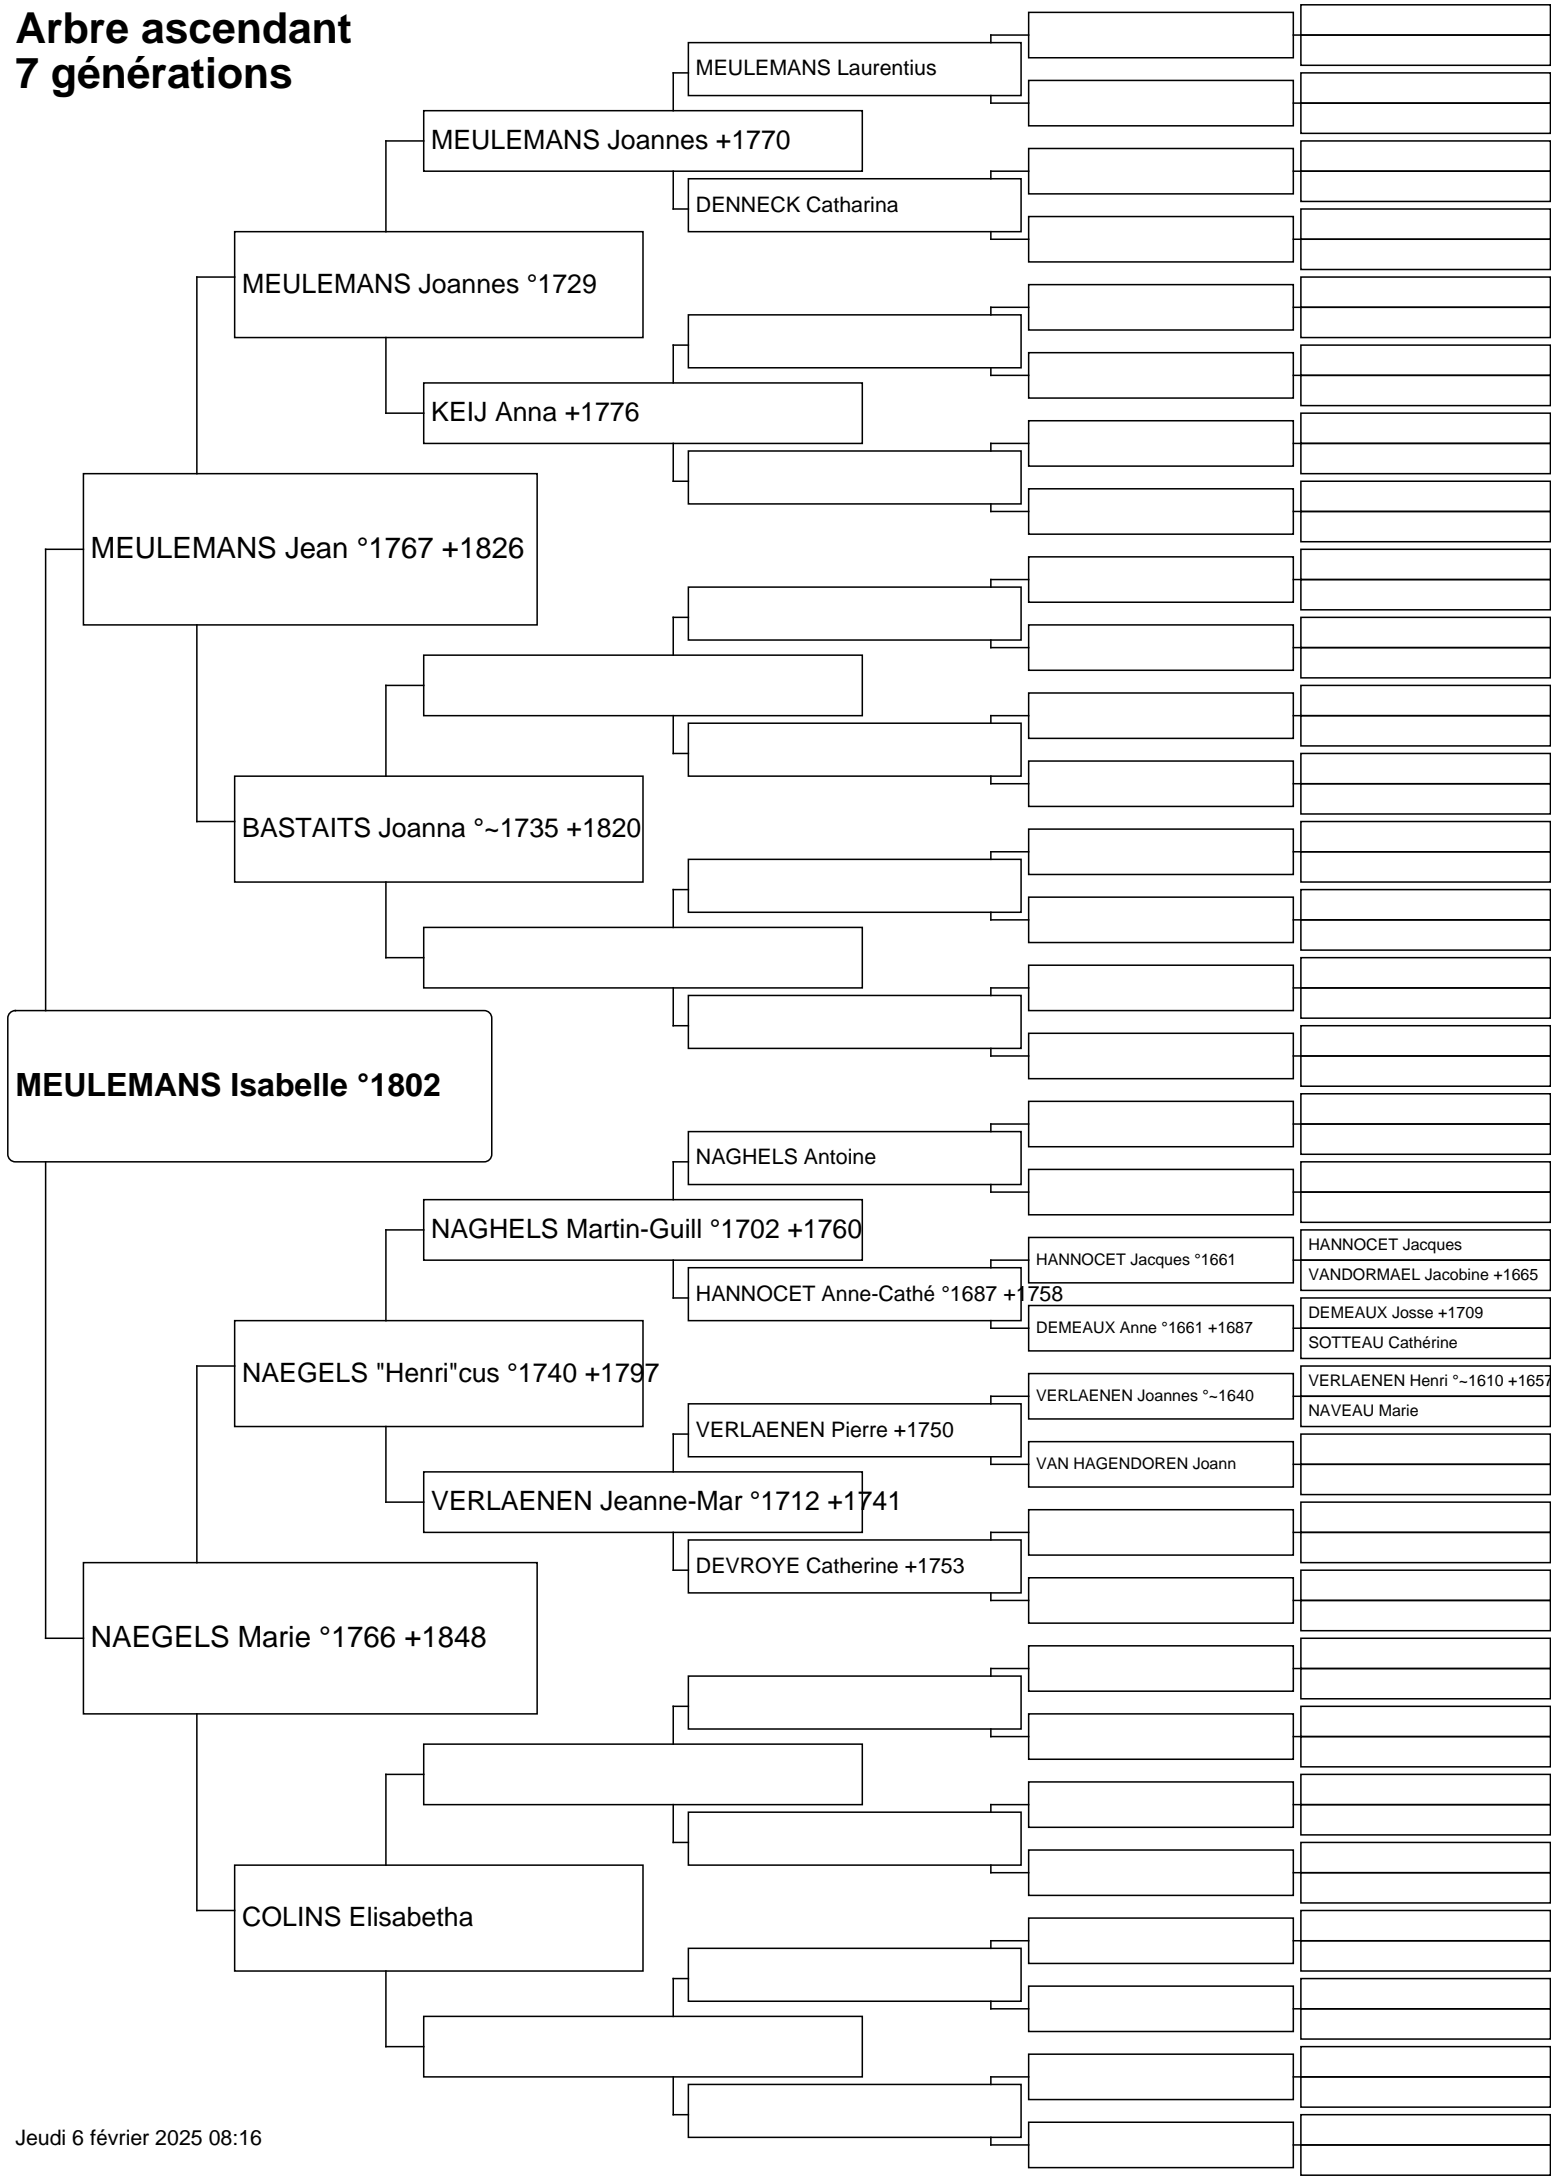 Arbre ascendant
7 générations
MEULEMANS Laurentius
MEULEMANS Joannes +1770
DENNECK Catharina
MEULEMANS Joannes °1729
KEIJ Anna +1776
MEULEMANS Jean °1767 +1826
BASTAITS Joanna °~1735 +1820
MEULEMANS Isabelle °1802
NAGHELS Antoine
NAGHELS Martin-Guill °1702 +1760
HANNOCET Jacques °1661
HANNOCET Jacques
VANDORMAEL Jacobine +1665
HANNOCET Anne-Cathé °1687 +1758
DEMEAUX Anne °1661 +1687
DEMEAUX Josse +1709
SOTTEAU Cathérine
NAEGELS "Henri"cus °1740 +1797
VERLAENEN Joannes °~1640
VERLAENEN Henri °~1610 +1657
NAVEAU Marie
VERLAENEN Pierre +1750
VAN HAGENDOREN Joann
VERLAENEN Jeanne-Mar °1712 +1741
DEVROYE Catherine +1753
NAEGELS Marie °1766 +1848
COLINS Elisabetha
Jeudi 6 février 2025 08:16